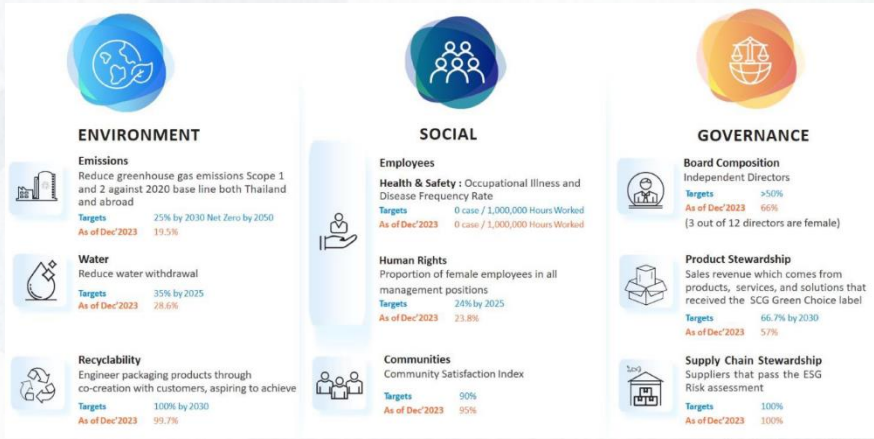 ENVIRONMENT
Emissions
Reduce greenhouse gas emissions Scope 1
and 2 against 2020 base line both Thailand
and abroad
Targets 25% by 2030 Net Zero by 2050
As of Dec'2023 19.5%
Water
Reduce water withdrawal
Targets 35% by 2025
As of Dec'2023 28.6%
Recyclability
Engineer packaging products through
co-creation with customers, aspiring to achieve
Targets 100% by 2030
As of Dec'2023 99.7%
SOCIAL
Employees
Health & Safety : Occupational Illness and
Disease Frequency Rate
Targets 0 case / 1,000,000 Hours Worked
As of Dec'2023 0 case / 1,000,000 Hours Worked
Human Rights
Proportion of female employees in all
management positions
Targets 24% by 2025
As of Dec'2023 23.8%
Communities
Community Satisfaction Index
Targets 90%
As of Dec'2023 95%
GOVERNANCE
Board Composition
Independent Directors
Targets >50%
As of Dec'2023 66%
(3 out of 12 directors are female)
Product Stewardship
Sales revenue which comes from
products, services, and solutions that
received the SCG Green Choice label
Targets 66.7% by 2030
As of Dec'2023 57%
Supply Chain Stewardship
Suppliers that pass the ESG
Risk assessment
Targets 100%
As of Dec'2023 100%